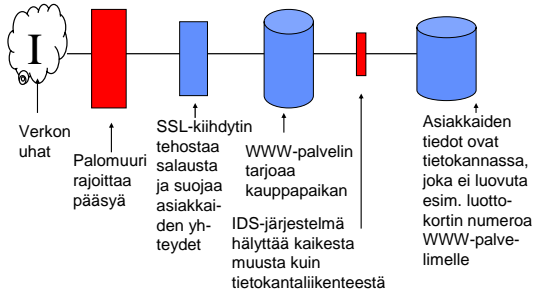 I
Verkon
uhat
Palomuuri
rajoittaa
pääsyä
SSL-kiihdytin
tehostaa
salausta
ja suojaa
asiakkai-
den yh-
teydet
WWW-palvelin
tarjoaa
kauppapaikan
IDS-järjestelmä
hälyttää kaikesta
muusta kuin
tietokantaliikenteestä
Asiakkaiden
tiedot ovat
tietokannassa,
joka ei luovuta
esim. luotto-
kortin numeroa
WWW-palve-
limelle